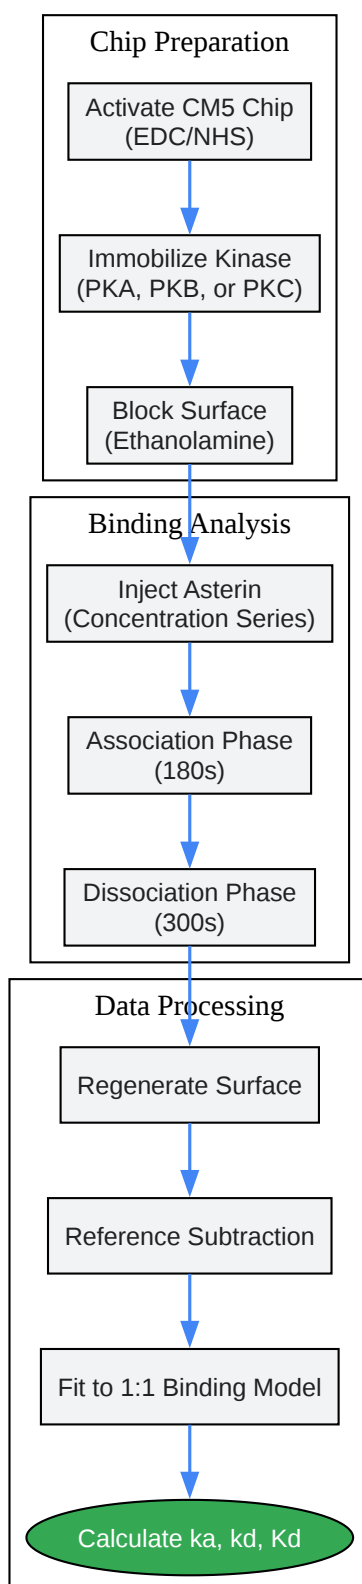 Chip Preparation
Activate CM5 Chip
(EDC/NHS)
Immobilize Kinase
(PKA, PKB, or PKC)
Block Surface
(Ethanolamine)
Binding Analysis
Inject Asterin
(Concentration Series)
Association Phase
(180s)
Dissociation Phase
(300s)
Data Processing
Regenerate Surface
Reference Subtraction
Fit to 1:1 Binding Model
Calculate ka, kd, Kd